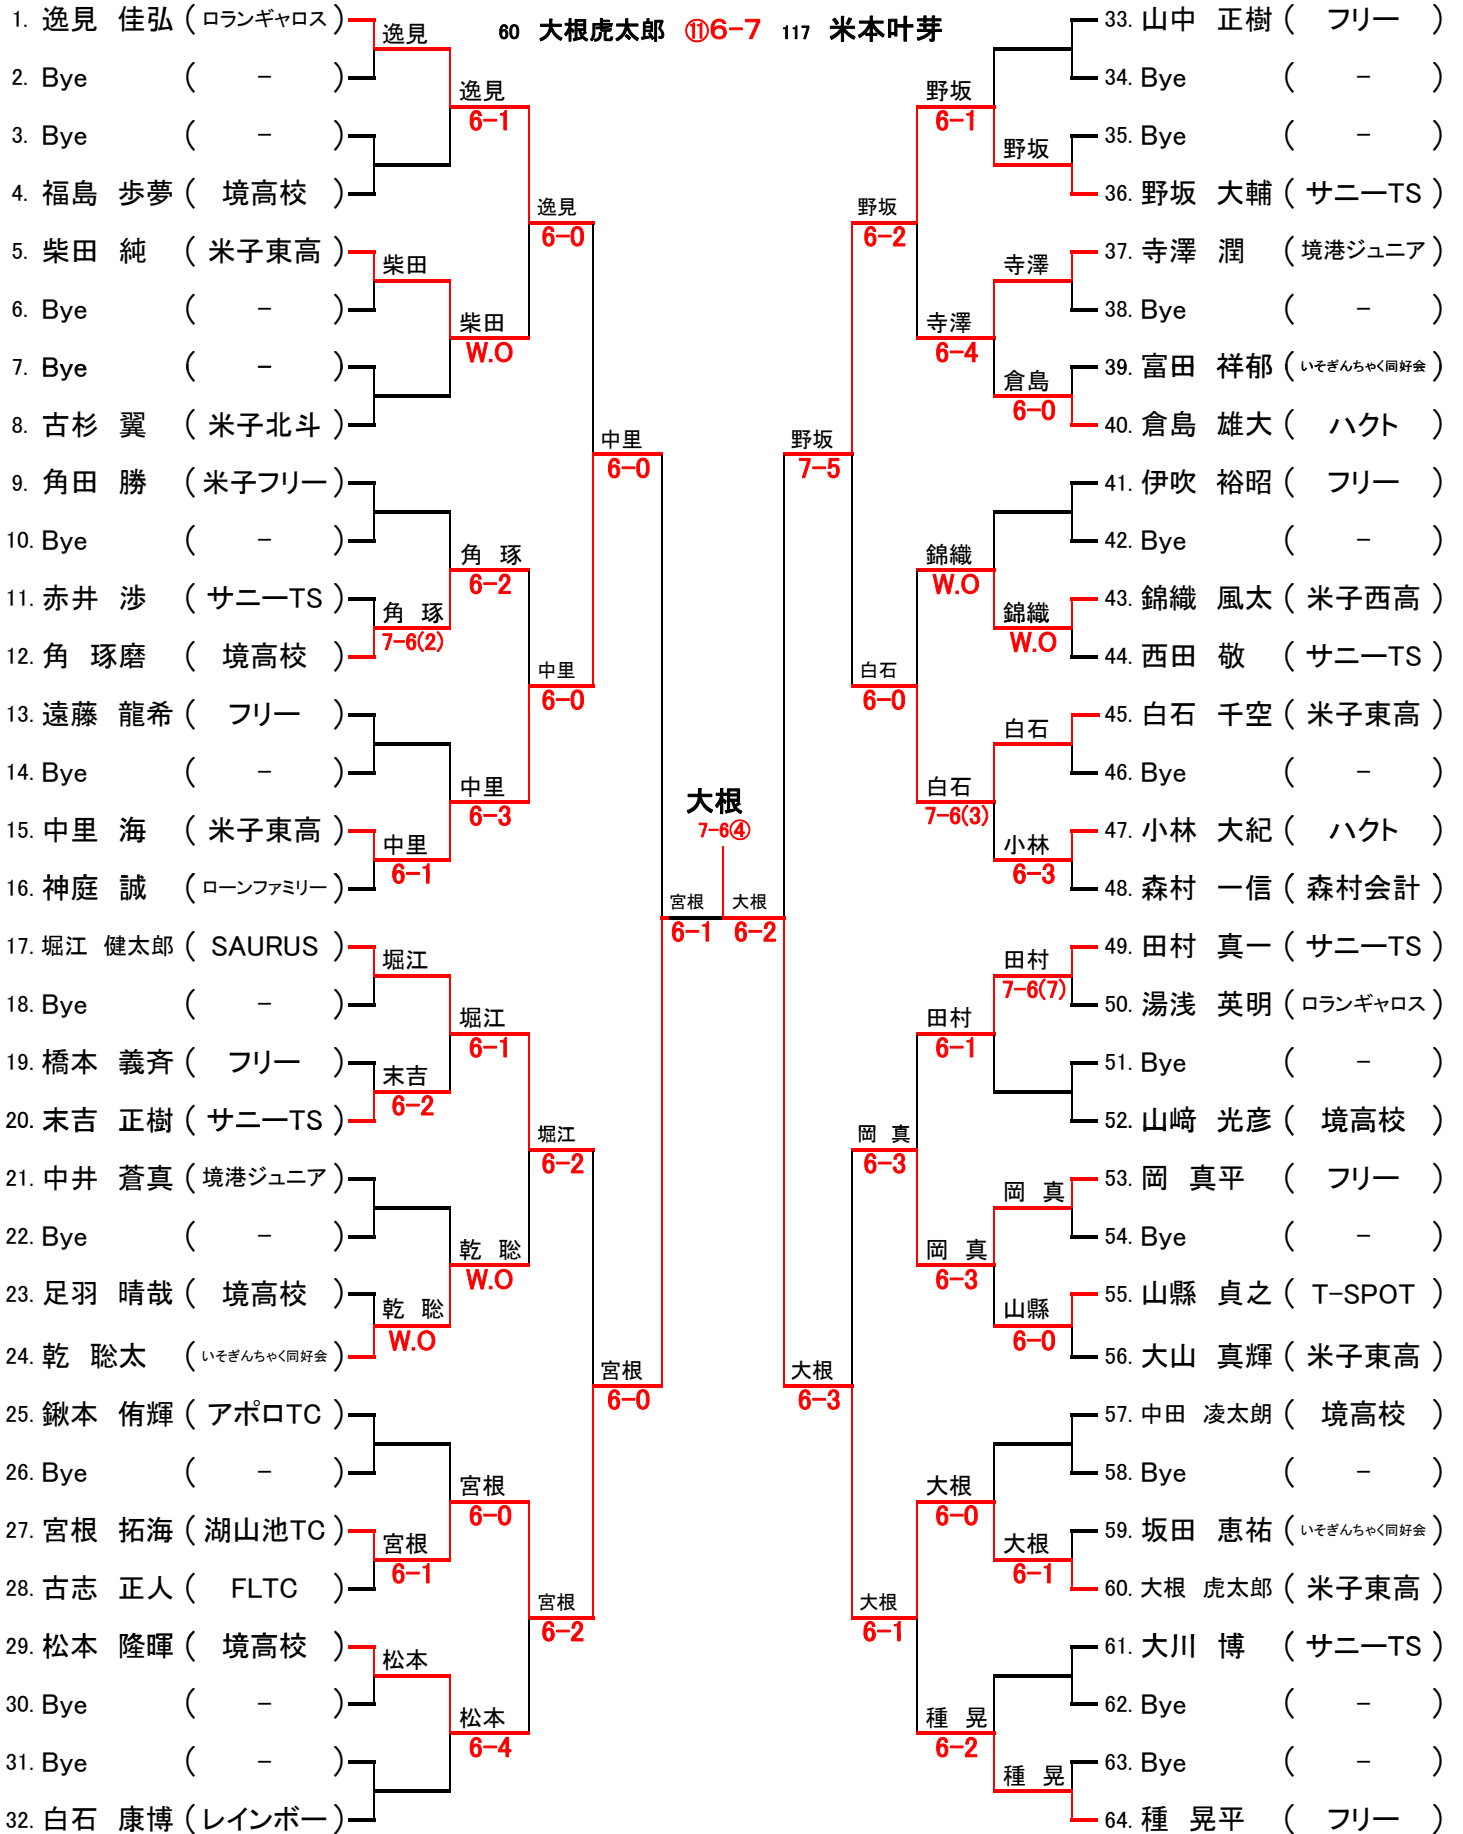 60 大根虎太郎 ⑪6-7 117 米本叶芽
1. 逸見 佳弘 (ロランギャロス)
2. Bye ( - )
3. Bye ( - )
4. 福島 歩夢 ( 境高校 )
5. 柴田 純 ( 米子東高 )
6. Bye ( - )
7. Bye ( - )
8. 古杉 翼 ( 米子北斗 )
9. 角田 勝 ( 米子フリー )
10. Bye ( - )
11. 赤井 渉 ( サニーTS )
12. 角 琢磨 ( 境高校 )
13. 遠藤 龍希 ( フリー )
14. Bye ( - )
15. 中里 海 ( 米子東高 )
16. 神庭 誠 (ローンファミリー)
17. 堀江 健太郎 ( SAURUS )
18. Bye ( - )
19. 橋本 義斉 ( フリー )
20. 末吉 正樹 ( サニーTS )
21. 中井 蒼真 (境港ジュニア)
22. Bye ( - )
23. 足羽 晴哉 ( 境高校 )
24. 乾 聡太 (いそぎんちゃく同好会)
25. 鍬本 侑輝 ( アポロTC )
26. Bye ( - )
27. 宮根 拓海 ( 湖山池TC )
28. 古志 正人 ( FLTC )
29. 松本 隆暉 ( 境高校 )
30. Bye ( - )
31. Bye ( - )
32. 白石 康博 ( レインボー )
逸見
柴田
角 琢
7-6(2)
中里
6-1
堀江
末吉
6-2
乾 聡
W.O
宮根
6-1
松本
逸見
6-1
柴田
W.O
角 琢
6-2
中里
6-3
堀江
6-1
乾 聡
W.O
宮根
6-0
松本
6-4
逸見
6-0
中里
6-0
堀江
6-2
宮根
6-2
中里
6-0
宮根
6-0
大根
7-6④
宮根
6-1
大根
6-2
野坂
7-5
大根
6-3
野坂
6-2
白石
6-0
岡 真
6-3
大根
6-1
野坂
6-1
寺澤
6-4
錦織
W.O
白石
7-6(3)
田村
6-1
岡 真
6-3
大根
6-0
種 晃
6-2
野坂
寺澤
倉島
6-0
錦織
W.O
白石
小林
6-3
田村
7-6(7)
岡 真
山縣
6-0
大根
6-1
種 晃
33. 山中 正樹 ( フリー )
34. Bye ( - )
35. Bye ( - )
36. 野坂 大輔 ( サニーTS )
37. 寺澤 潤 (境港ジュニア)
38. Bye ( - )
39. 富田 祥郁 (いそぎんちゃく同好会)
40. 倉島 雄大 ( ハクト )
41. 伊吹 裕昭 ( フリー )
42. Bye ( - )
43. 錦織 風太 ( 米子西高 )
44. 西田 敬 ( サニーTS )
45. 白石 千空 ( 米子東高 )
46. Bye ( - )
47. 小林 大紀 ( ハクト )
48. 森村 一信 ( 森村会計 )
49. 田村 真一 ( サニーTS )
50. 湯浅 英明 (ロランギャロス)
51. Bye ( - )
52. 山﨑 光彦 ( 境高校 )
53. 岡 真平 ( フリー )
54. Bye ( - )
55. 山縣 貞之 ( T-SPOT )
56. 大山 真輝 ( 米子東高 )
57. 中田 凌太朗 ( 境高校 )
58. Bye ( - )
59. 坂田 恵祐 (いそぎんちゃく同好会)
60. 大根 虎太郎 ( 米子東高 )
61. 大川 博 ( サニーTS )
62. Bye ( - )
63. Bye ( - )
64. 種 晃平 ( フリー )